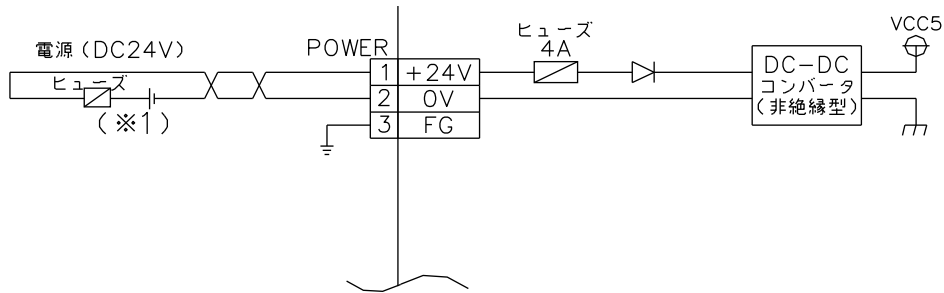 VCC5
ヒューズ
4A
電源(DC24V)
POWER
ヒューズ
(※1)
1 +24V
2 0V
3 FG
DC-DC
コンバータ
(非絶縁型)